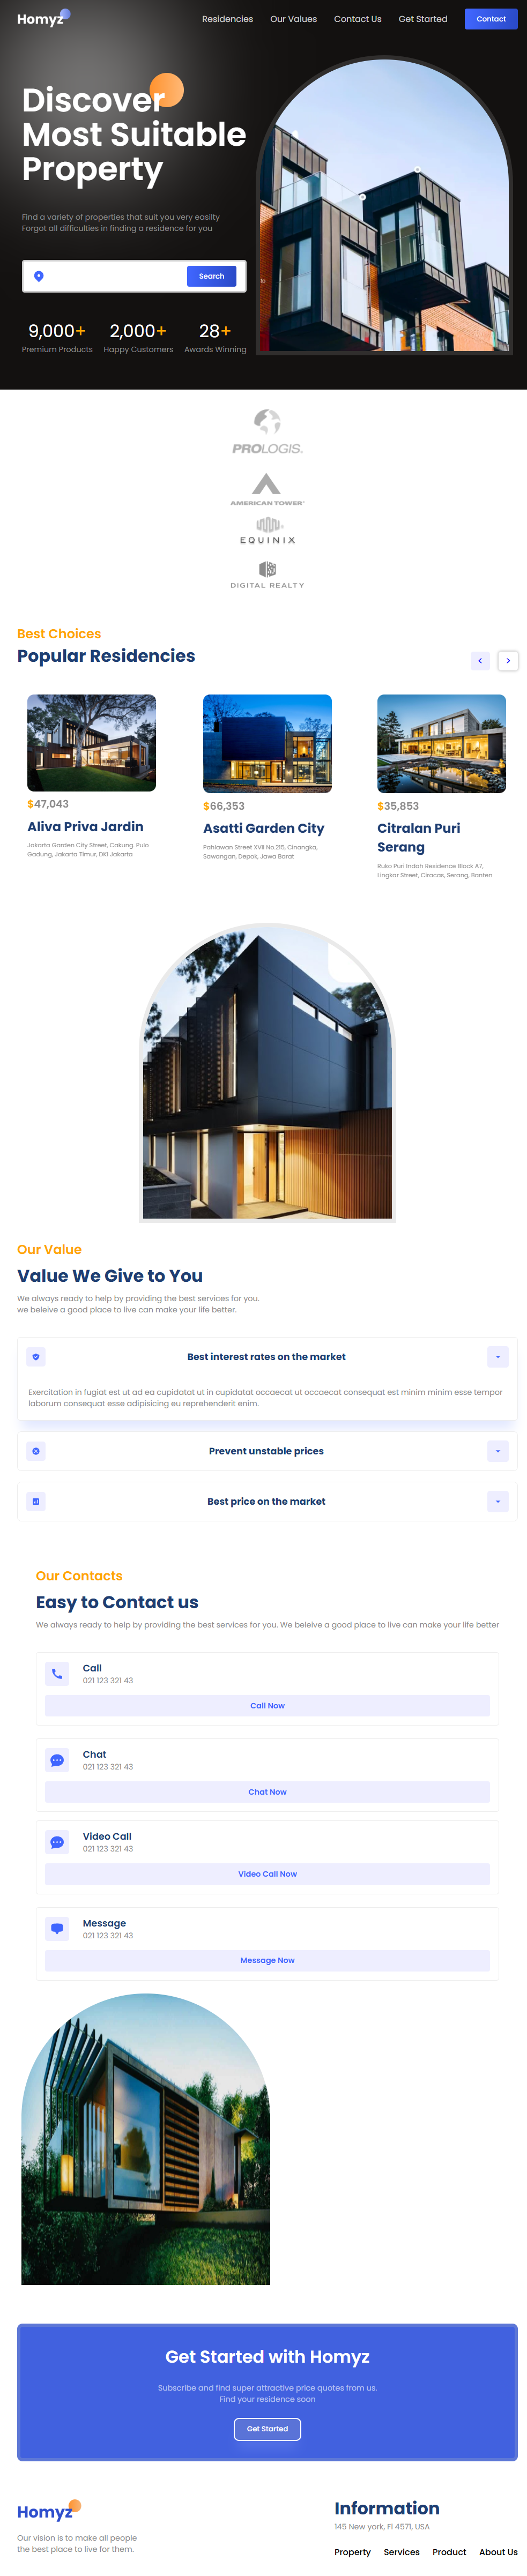 Homyz
Residencies
Our Values
Contact Us
Get Started
Contact
Discover
Most Suitable
Property
Find a variety of properties that suit you very easilty
Forgot all difficulties in finding a residence for you
Search
9,000+
2,000+
28+
Premium Products
Happy Customers
Awards Winning
PROLOGIS.
AMERICAN TOWER
EQUINIX
DIGITAL REALTY
Best Choices
Popular Residencies
$47,043
Aliva Priva Jardin
Jakarta Garden City Street, Cakung. Pulo
Gadung, Jakarta Timur, DKI Jakarta
$66,353
Asatti Garden City
Pahlawan Street XVII No.215, Cinangka,
Sawangan, Depok, Jawa Barat
$35,853
Citralan Puri
Serang
Ruko Puri Indah Residence Block A7,
Lingkar Street, Ciracas, Serang, Banten
Our Value
Value We Give to You
We always ready to help by providing the best services for you.
we beleive a good place to live can make your life better.
Best interest rates on the market
Exercitation in fugiat est ut ad ea cupidatat ut in cupidatat occaecat ut occaecat consequat est minim minim esse tempor
laborum consequat esse adipisicing eu reprehenderit enim.
Prevent unstable prices
Best price on the market
Our Contacts
Easy to Contact us
We always ready to help by providing the best services for you. We beleive a good place to live can make your life better
Call
021 123 321 43
Call Now
Chat
021 123 321 43
Chat Now
Video Call
021 123 321 43
Video Call Now
Message
021 123 321 43
Message Now
Get Started with Homyz
Subscribe and find super attractive price quotes from us.
Find your residence soon
Get Started
Homyz
Our vision is to make all people
the best place to live for them.
Information
145 New york, Fl 4571, USA
Property
Services
Product
About Us